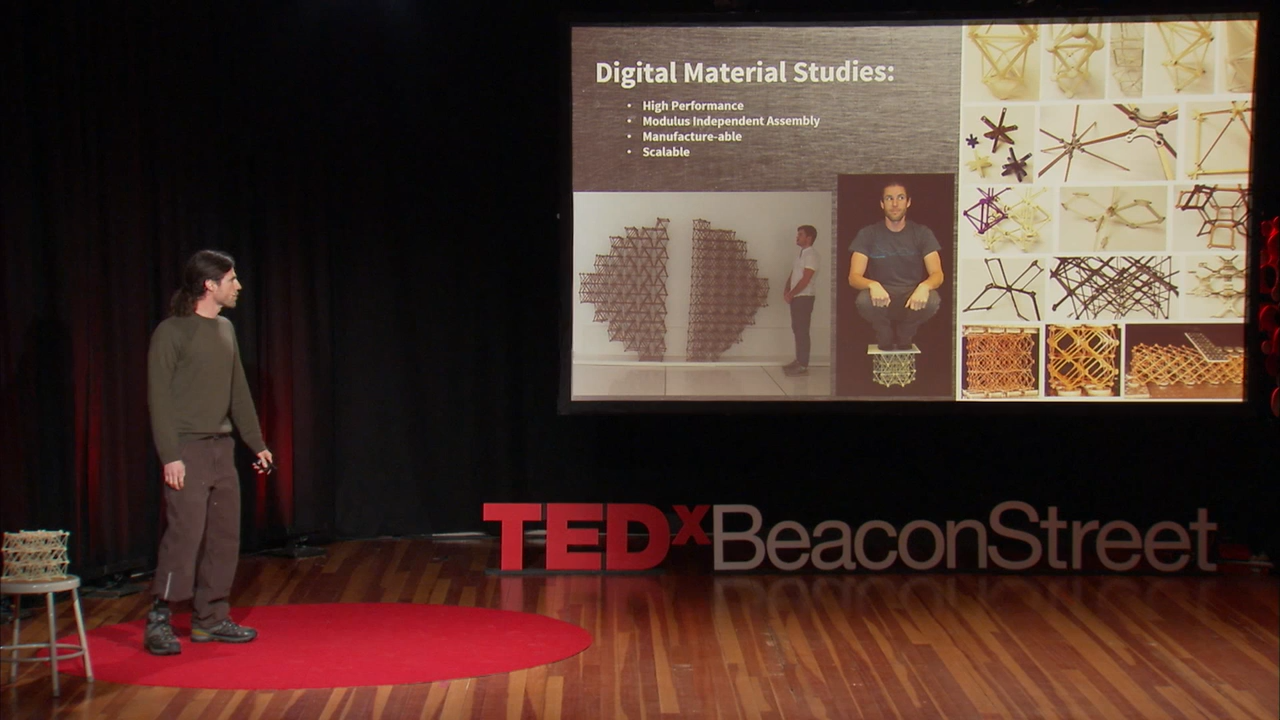 Digital Material Studies:
• High Performance
• Modulus Independent Assembly
• Manufacture-able
• Scalable
TEDxBeaconStreet